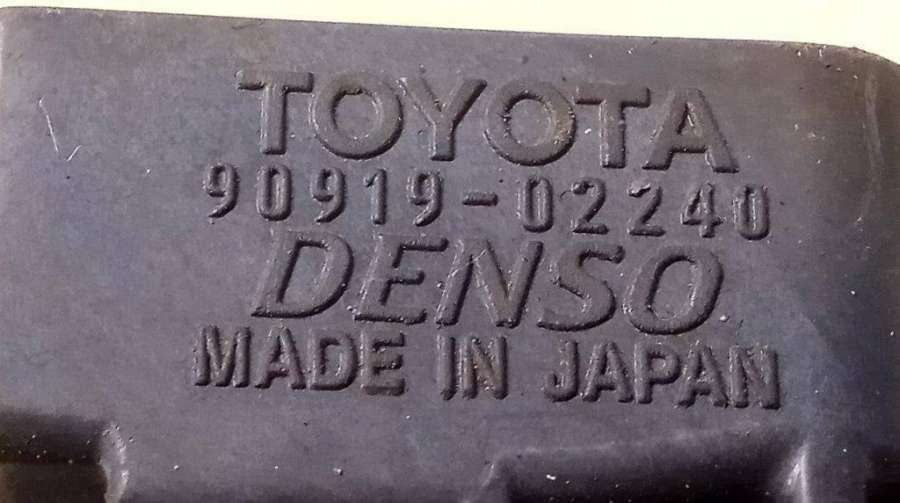 TOYOTA
90919-02240
DENSO
MADE IN JAPAN